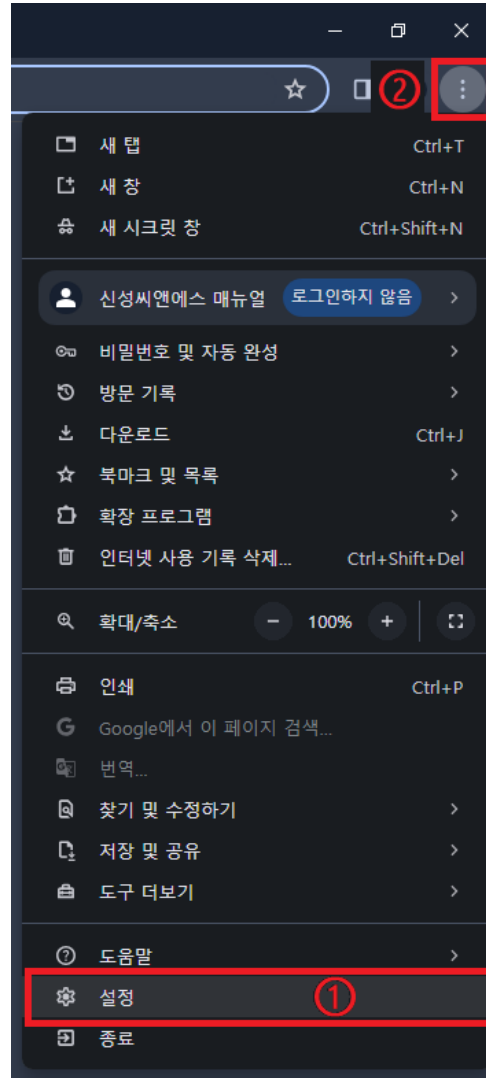 ②
새 탭 Ctrl+T
새 창 Ctrl+N
새 시크릿 창 Ctrl+Shift+N
신성씨앤에스 매뉴얼 로그인하지 않음
비밀번호 및 자동 완성
방문 기록
다운로드 Ctrl+J
북마크 및 목록
확장 프로그램
인터넷 사용 기록 삭제... Ctrl+Shift+Del
확대/축소 − 100% +
인쇄 Ctrl+P
Google에서 이 페이지 검색...
번역...
찾기 및 수정하기
저장 및 공유
도구 더보기
도움말
설정 ①
종료